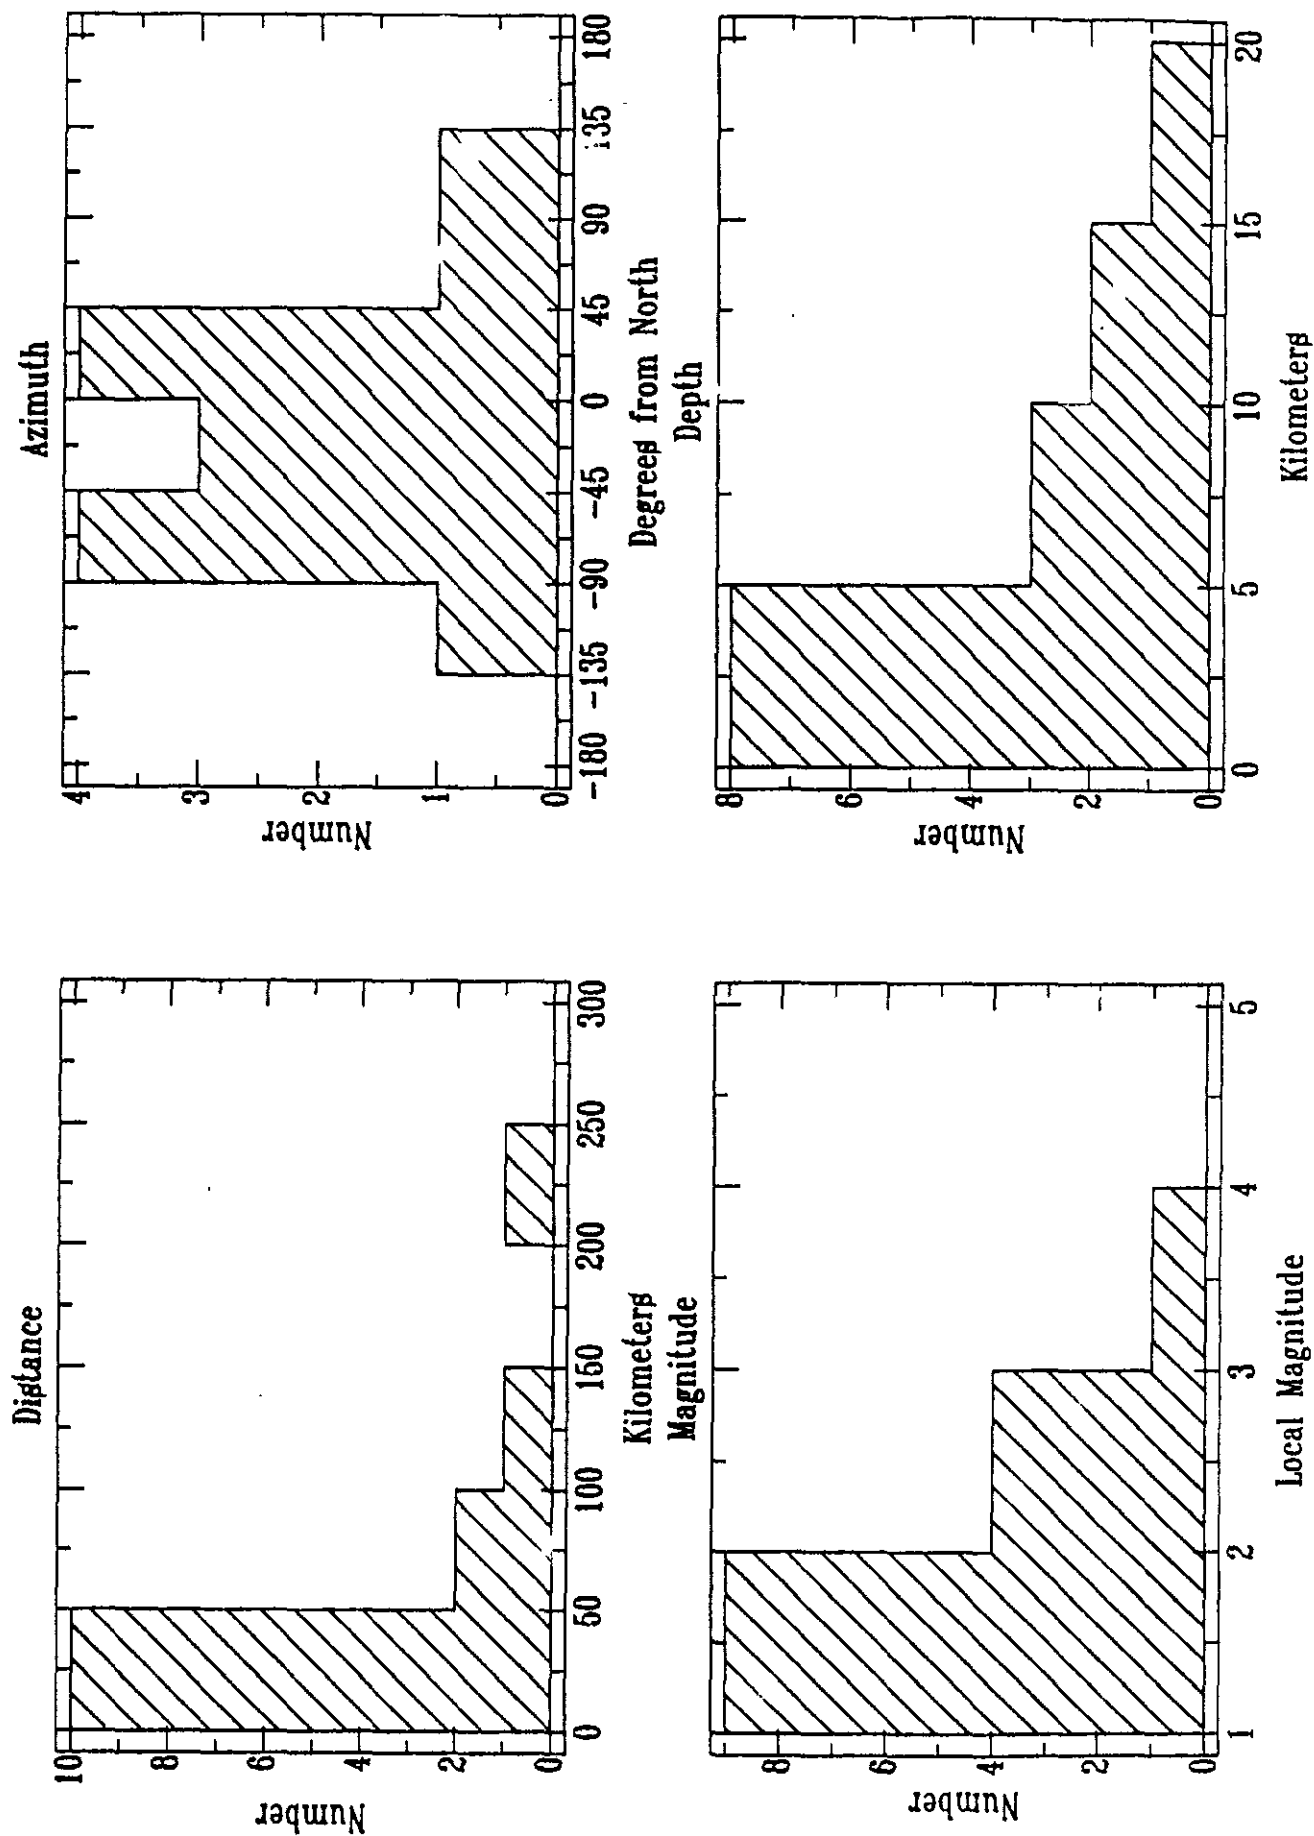 Distance
Number
10
8
6
4
2
0
0 50 100 150 200 250 300
Kilometers
Azimuth
Number
4
3
2
1
0
-180 -135 -90 -45 0 45 90 135 180
Degrees from North
Magnitude
Number
8
6
4
2
0
1 2 3 4 5
Local Magnitude
Depth
Number
8
6
4
2
0
0 5 10 15 20
Kilometers